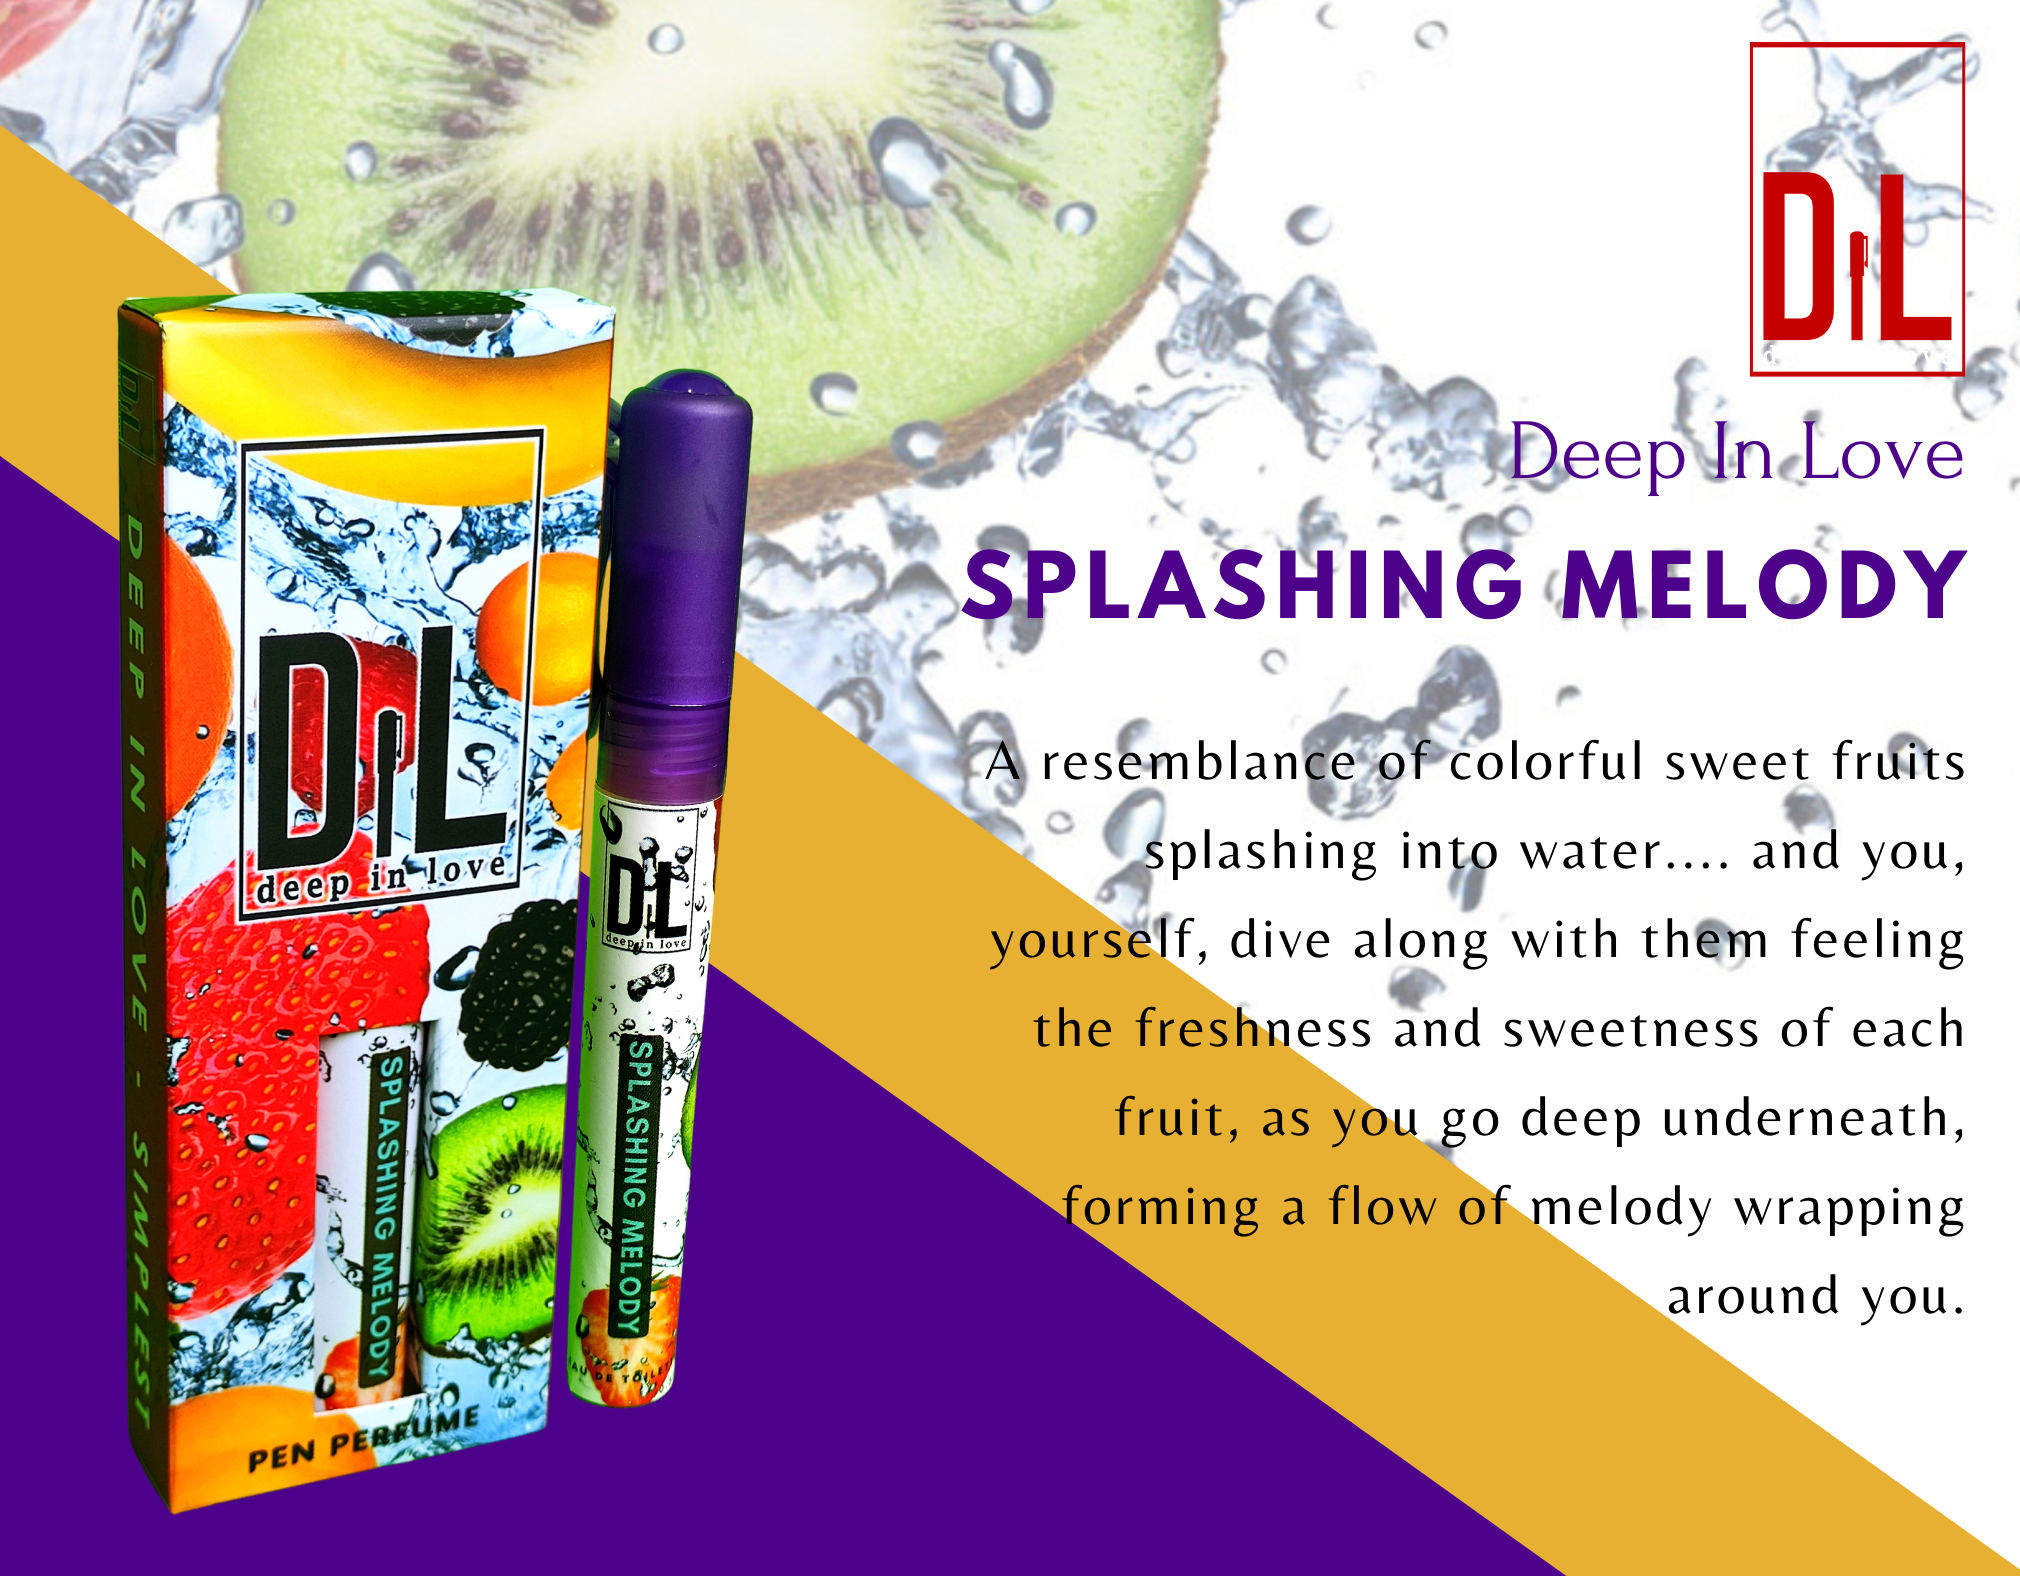 DiL
Deep In Love
SPLASHING MELODY
A resemblance of colorful sweet fruits
splashing into water.... and you,
yourself, dive along with them feeling
the freshness and sweetness of each
fruit, as you go deep underneath,
forming a flow of melody wrapping
around you.
DiL
DEEP IN LOVE - SIMPLEST
DiL
deep in love
SPLASHING MELODY
PEN PERFUME
DiL
deep in love
SPLASHING MELODY
EAU DE TOILETTE